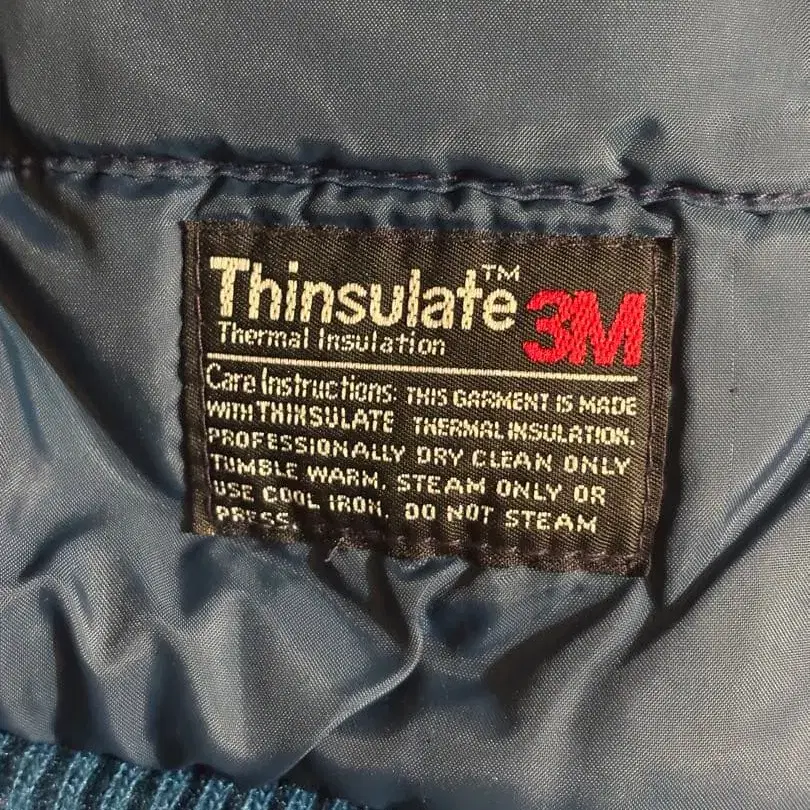 Thinsulate™ 3M
Thermal Insulation
Care Instructions: THIS GARMENT IS MADE
WITH THINSULATE THERMAL INSULATION.
PROFESSIONALLY DRY CLEAN ONLY
TUMBLE WARM, STEAM ONLY OR
USE COOL IRON, DO NOT STEAM
PRESS.